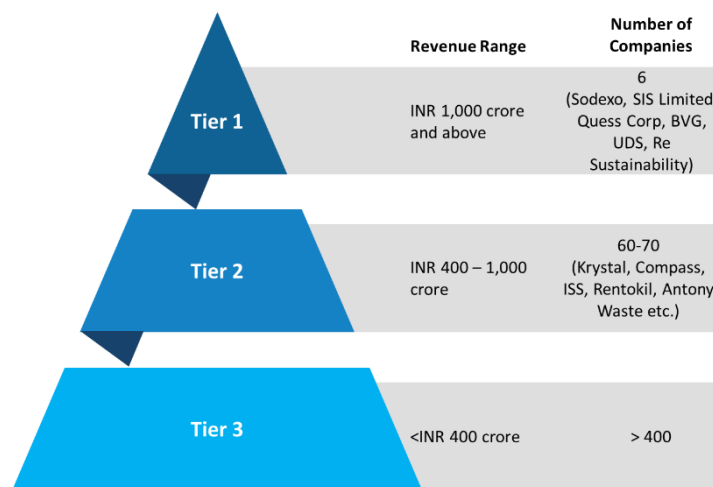 Revenue Range
Number of
Companies
Tier 1
INR 1,000 crore
and above
6
(Sodexo, SIS Limited
Quess Corp, BVG,
UDS, Re
Sustainability)
Tier 2
INR 400 – 1,000
crore
60-70
(Krystal, Compass,
ISS, Rentokil, Antony
Waste etc.)
Tier 3
<INR 400 crore
> 400